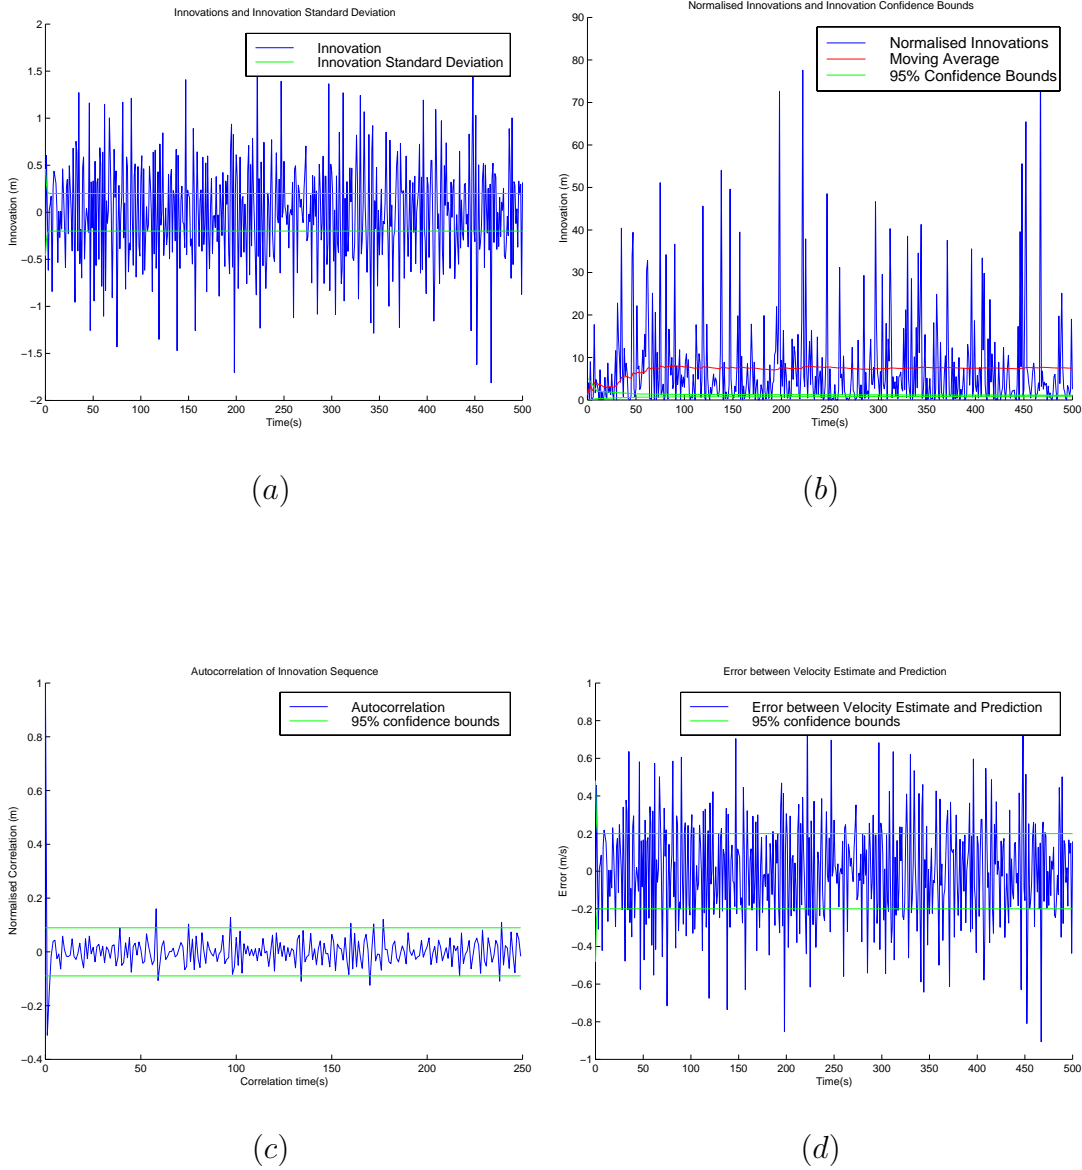 Innovations and Innovation Standard Deviation
Innovation
Innovation Standard Deviation
Innovation (m)
2
1.5
1
0.5
0
−0.5
−1
−1.5
−2
0 50 100 150 200 250 300 350 400 450 500
Time(s)
(a)
Normalised Innovations and Innovation Confidence Bounds
Normalised Innovations
Moving Average
95% Confidence Bounds
Innovation (m)
90
80
70
60
50
40
30
20
10
0
0 50 100 150 200 250 300 350 400 450 500
Time(s)
(b)
Autocorrelation of Innovation Sequence
Autocorrelation
95% confidence bounds
Normalised Correlation (m)
1
0.8
0.6
0.4
0.2
0
−0.2
−0.4
0 50 100 150 200 250
Correlation time(s)
(c)
Error between Velocity Estimate and Prediction
Error between Velocity Estimate and Prediction
95% confidence bounds
Error (m/s)
1
0.8
0.6
0.4
0.2
0
−0.2
−0.4
−0.6
−0.8
−1
0 50 100 150 200 250 300 350 400 450 500
Time(s)
(d)